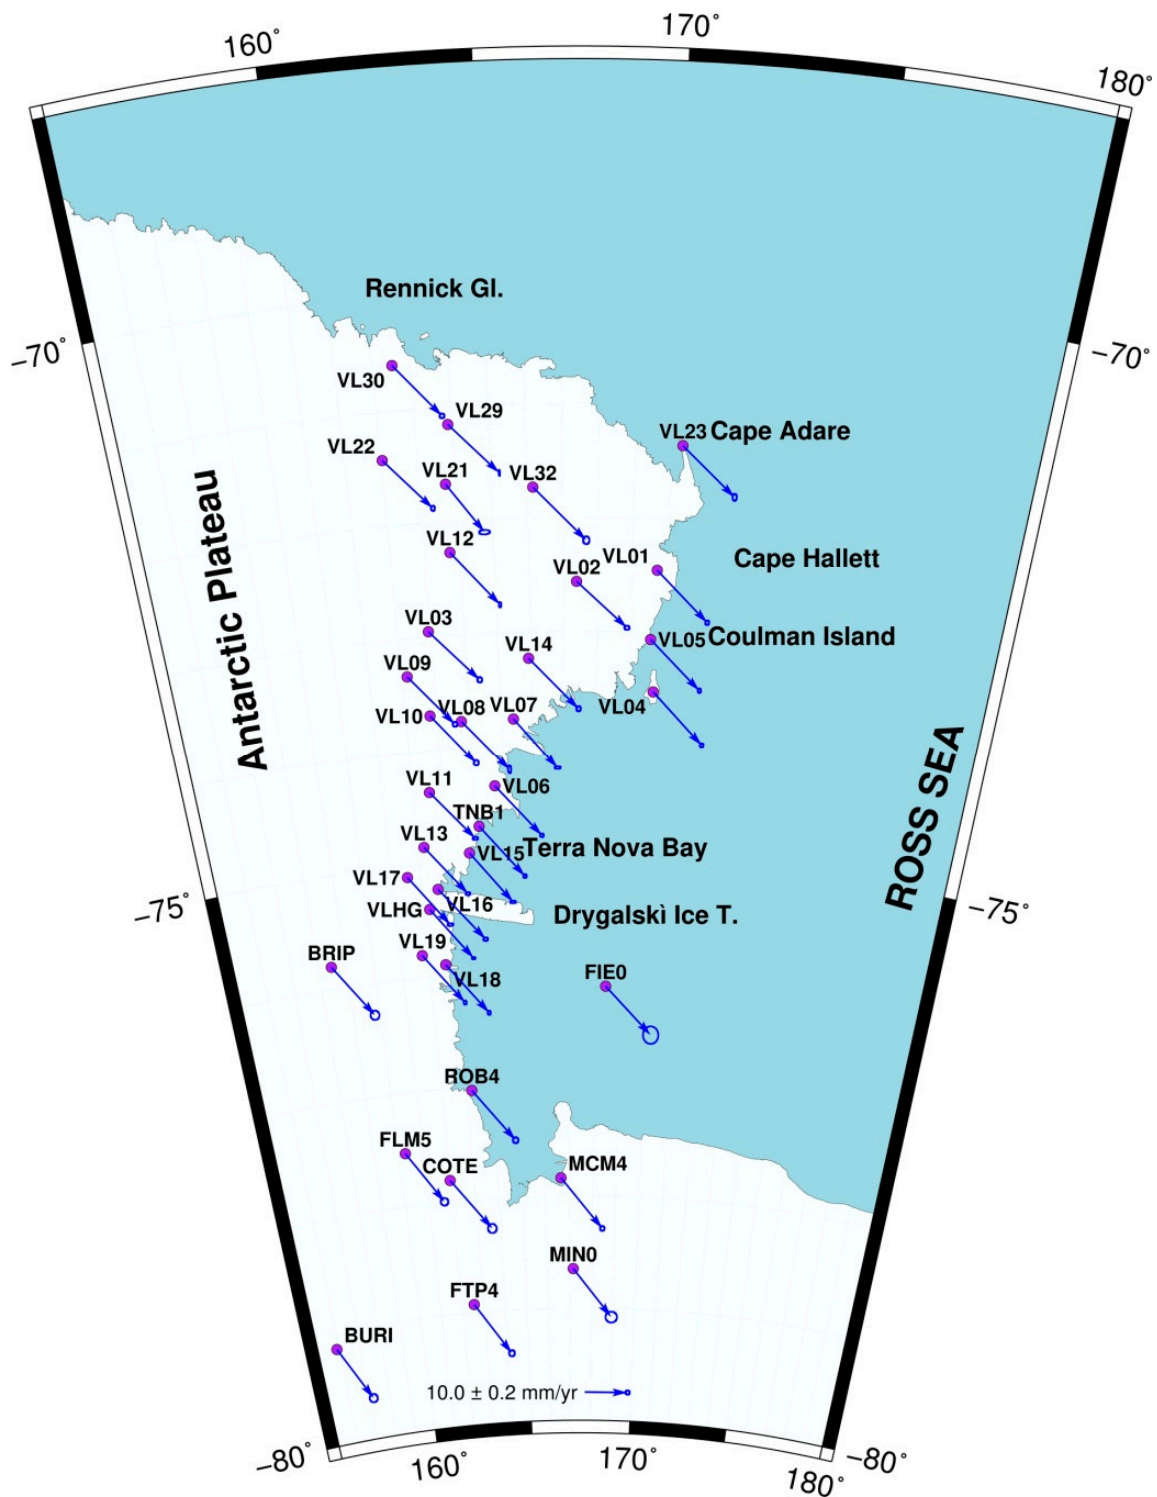 160°
170°
180°
Rennick Gl.
−70°
−70°
VL30
VL29
VL23
Cape Adare
VL22
VL21
VL32
Antarctic Plateau
VL12
VL01
Cape Hallett
VL02
VL03
VL14
VL05
Coulman Island
VL09
VL10
VL08
VL07
VL04
VL11
VL06
TNB1
VL13
VL15
Terra Nova Bay
ROSS SEA
VL17
VLHG
VL16
−75°
−75°
Drygalskì Ice T.
VL19
BRIP
VL18
FIE0
ROB4
FLM5
COTE
MCM4
MIN0
FTP4
BURI
10.0 ± 0.2 mm/yr
−80°
−80°
160°
170°
180°